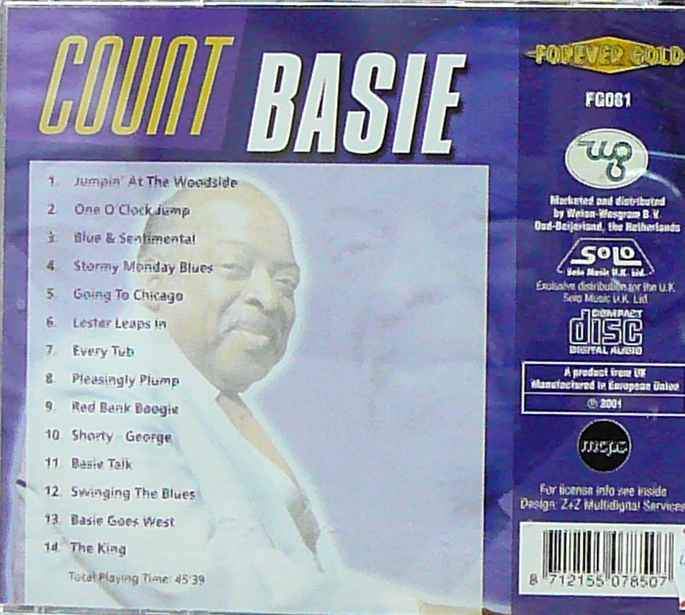 COUNT BASIE
1. Jumpin' At The Woodside
2. One O'Clock Jump
3. Blue & Sentimental
4. Stormy Monday Blues
5. Going To Chicago
6. Lester Leaps In
7. Every Tub
8. Pleasingly Plump
9. Red Bank Boogie
10. Shorty George
11. Basie Talk
12. Swinging The Blues
13. Basie Goes West
14. The King
Total Playing Time: 45:39
FOREVER GOLD
FG081
wg
Marketed and distributed
by Weton-Wesgram B.V.
Oud-Beijerland, the Netherlands
SOLO
Solo Music U.K. Ltd.
Exclusive distribution for the U.K.
Solo Music U.K. Ltd.
COMPACT
disc
DIGITAL AUDIO
A product from UK
Manufactured in European Union
℗ 2001
mcps
For license info see inside
Design: Z+Z Multidigital Services
8 712155 078507